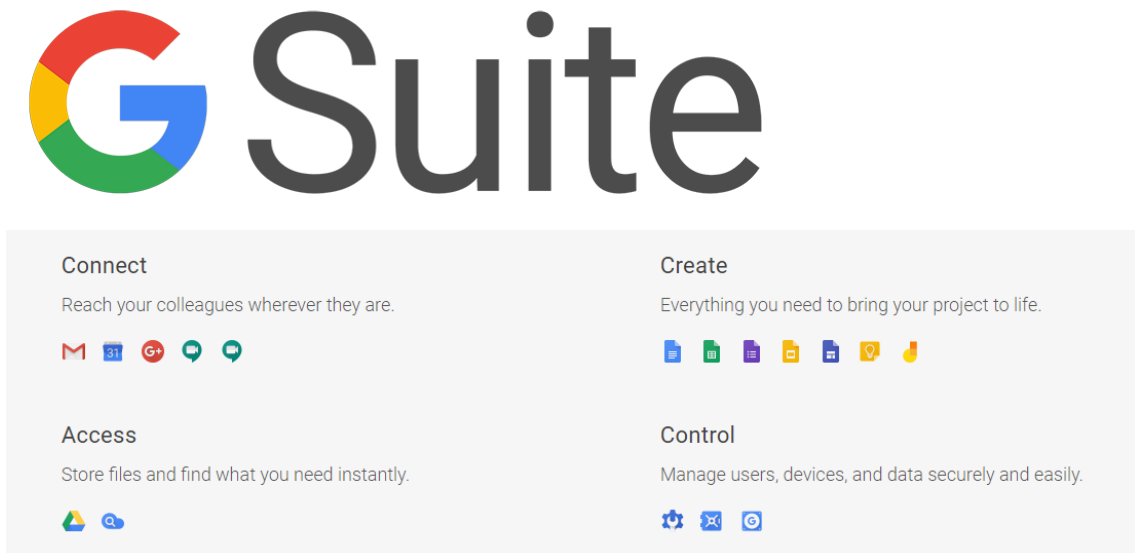 G Suite
Connect
Reach your colleagues wherever they are.
31
G+
Access
Store files and find what you need instantly.
Create
Everything you need to bring your project to life.
Control
Manage users, devices, and data securely and easily.
G